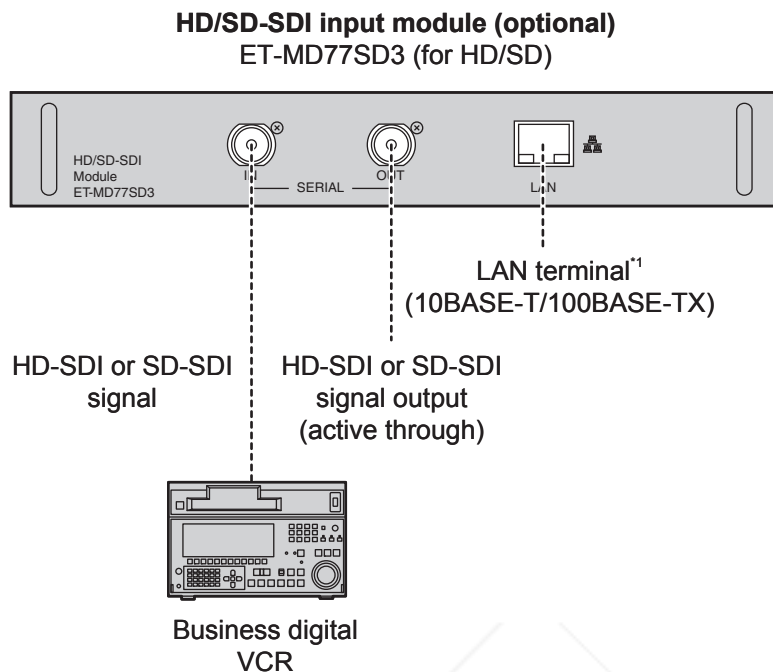 HD/SD-SDI input module (optional)
ET-MD77SD3 (for HD/SD)
HD/SD-SDI
Module
ET-MD77SD3
IN
SERIAL
OUT
LAN
LAN terminal*1
(10BASE-T/100BASE-TX)
HD-SDI or SD-SDI
signal
HD-SDI or SD-SDI
signal output
(active through)
Business digital
VCR